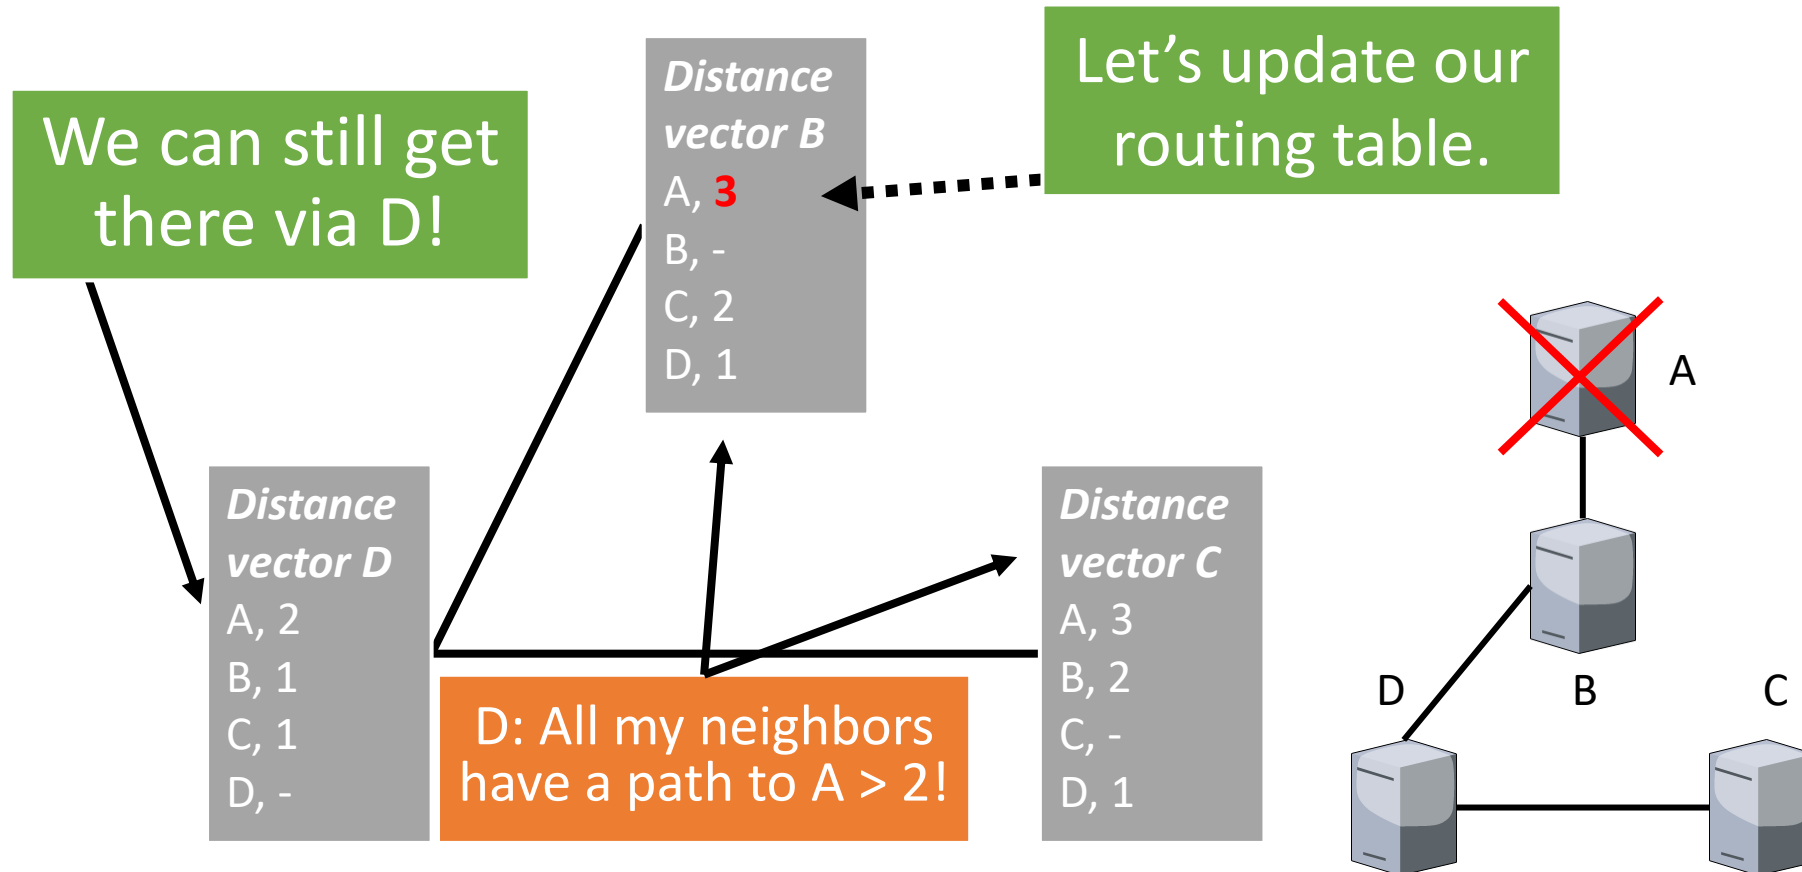 We can still get
there via D!
Distance
vector B
A, 3
B, -
C, 2
D, 1
Let’s update our
routing table.
Distance
vector D
A, 2
B, 1
C, 1
D, -
D: All my neighbors
have a path to A > 2!
Distance
vector C
A, 3
B, 2
C, -
D, 1
A
D
B
C